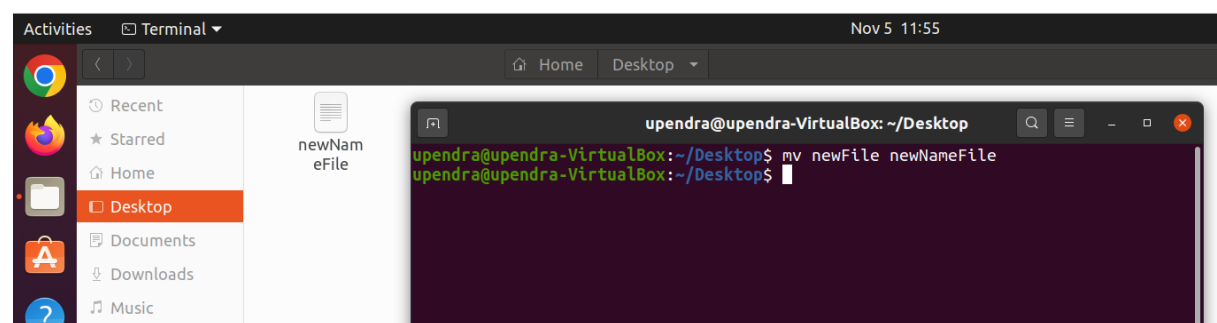 Activities Terminal Nov 5 11:55
Home Desktop
Recent
Starred
Home
Desktop
Documents
Downloads
Music
newNam
eFile
upendra@upendra-VirtualBox: ~/Desktop
upendra@upendra-VirtualBox:~/Desktop$ mv newFile newNameFile
upendra@upendra-VirtualBox:~/Desktop$